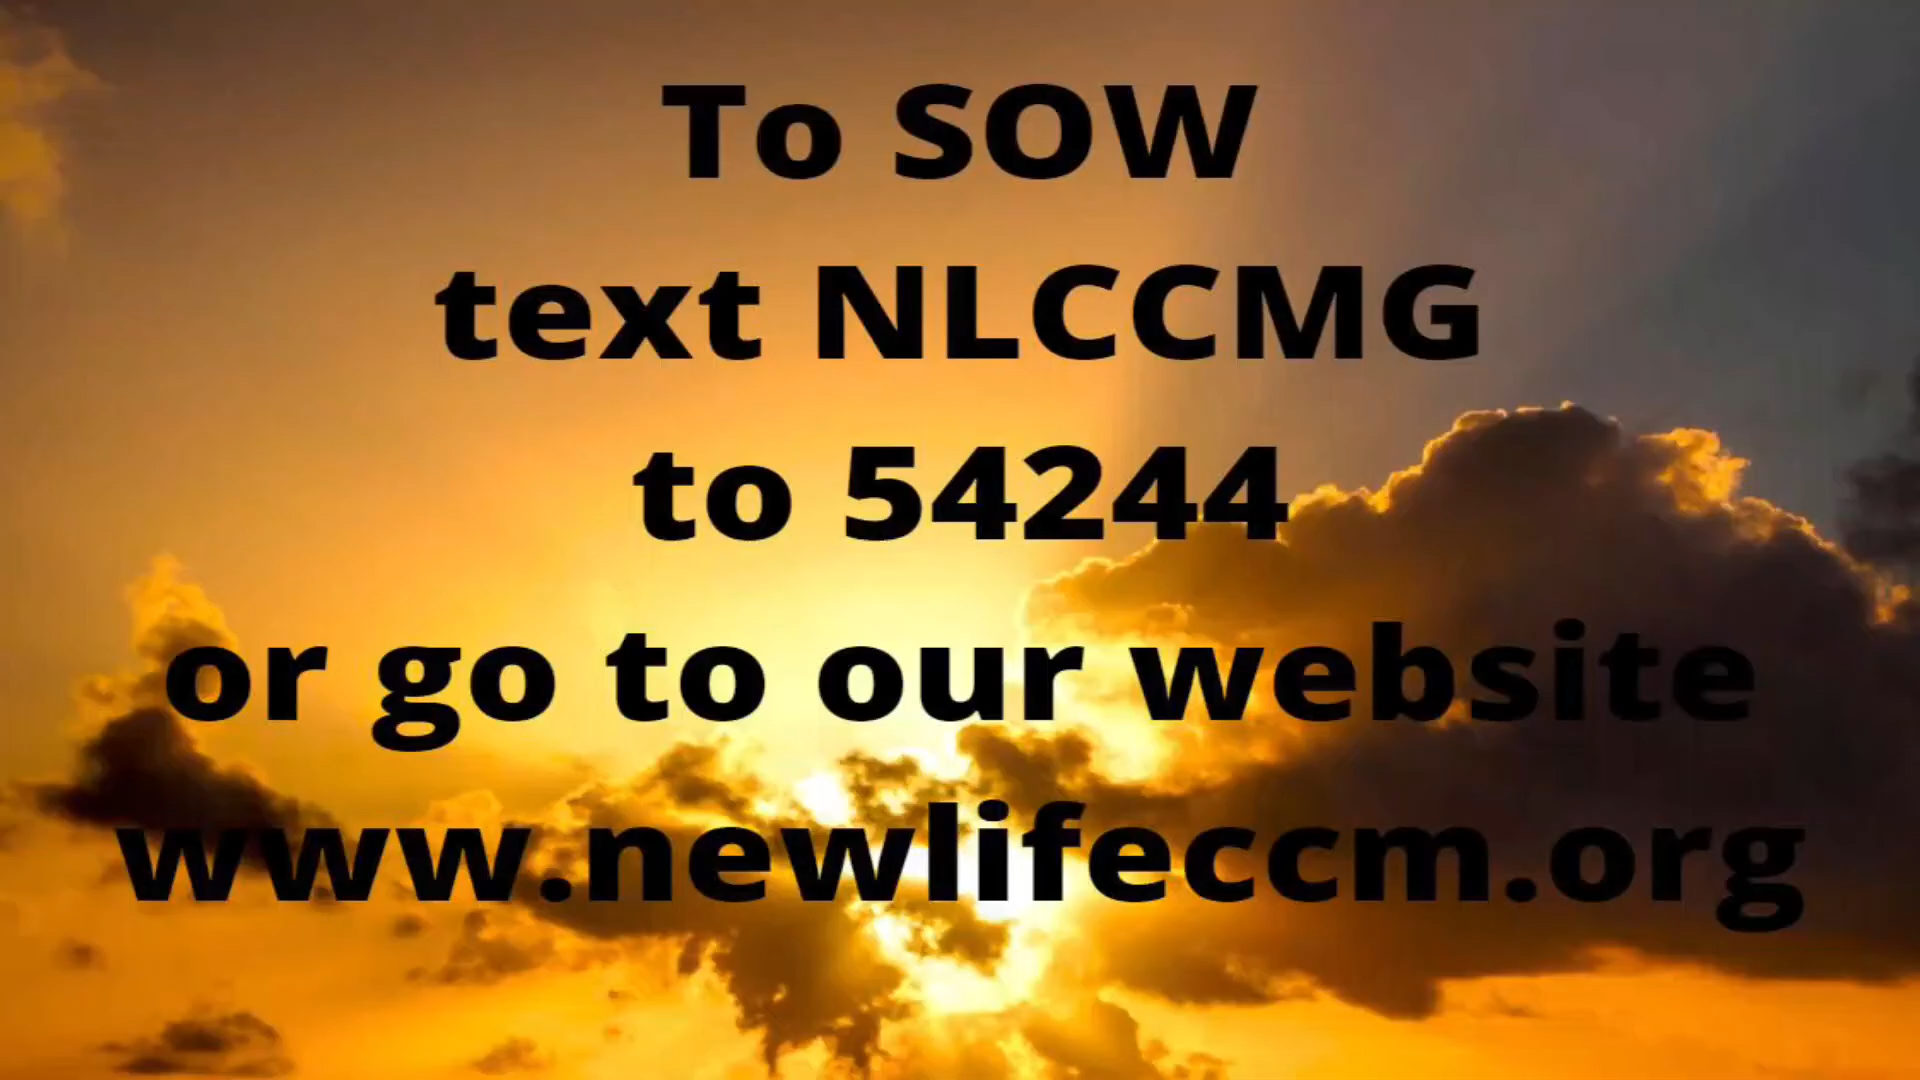 To SOW
text NLCCMG
to 54244
or go to our website
www.newlifeccm.org